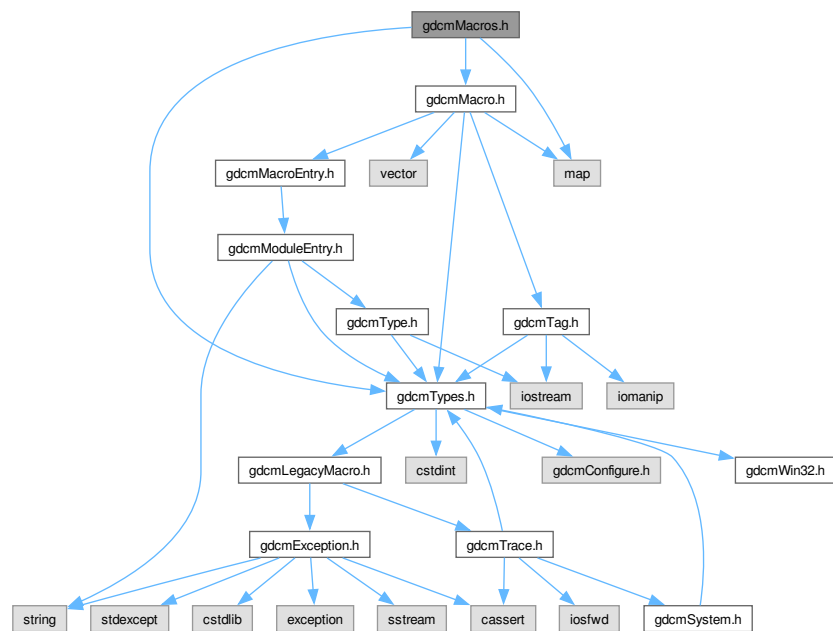 gdcmMacros.h
gdcmMacro.h
gdcmMacroEntry.h
vector
map
gdcmModuleEntry.h
gdcmType.h
gdcmTag.h
gdcmTypes.h
iostream
iomanip
gdcmLegacyMacro.h
cstdint
gdcmConfigure.h
gdcmWin32.h
gdcmException.h
gdcmTrace.h
string
stdexcept
cstdlib
exception
sstream
cassert
iosfwd
gdcmSystem.h